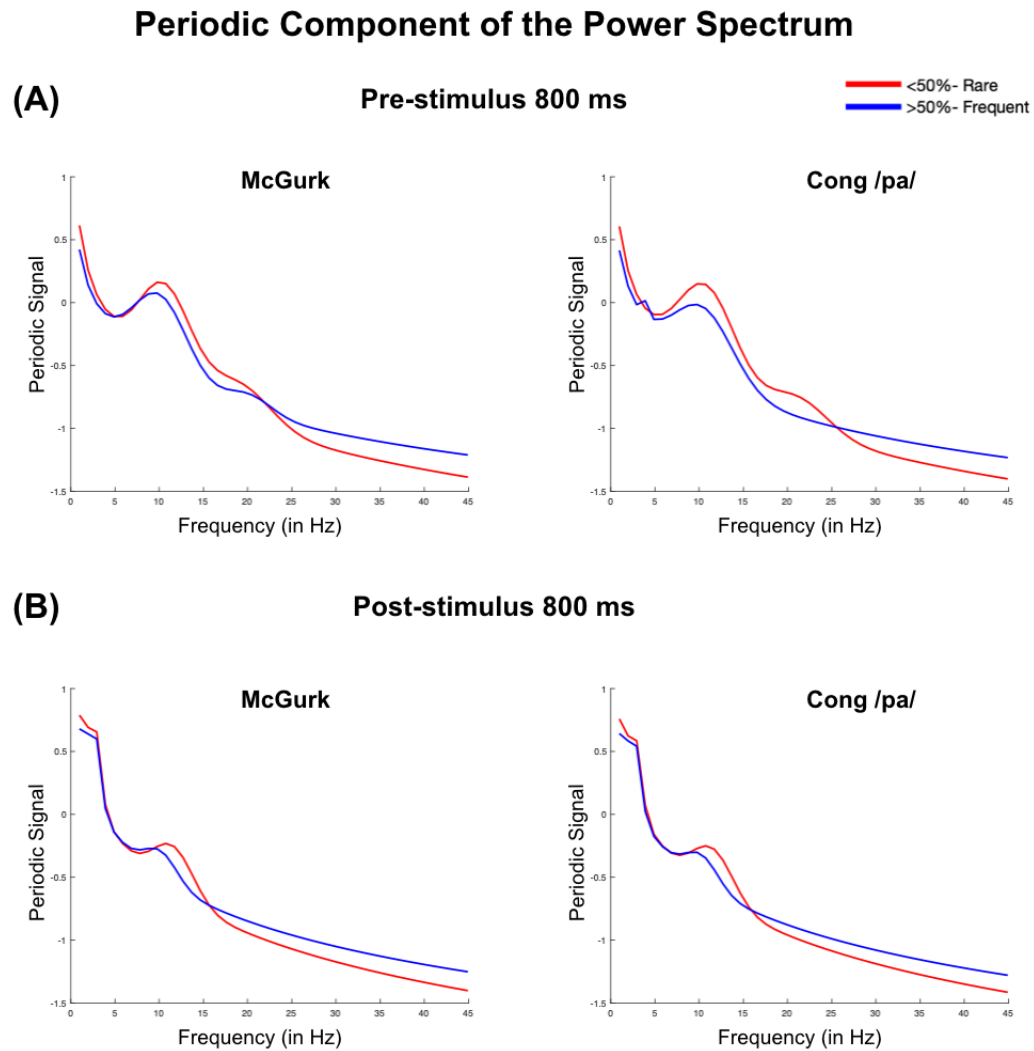 Periodic Component of the Power Spectrum
(A)
Pre-stimulus 800 ms
<50%- Rare
>50%- Frequent
McGurk
Cong /pa/
1
0.5
0
-0.5
-1
-1.5
Periodic Signal
0 5 10 15 20 25 30 35 40 45
Frequency (in Hz)
1
0.5
0
-0.5
-1
-1.5
Periodic Signal
0 5 10 15 20 25 30 35 40 45
Frequency (in Hz)
(B)
Post-stimulus 800 ms
McGurk
Cong /pa/
1
0.5
0
-0.5
-1
-1.5
Periodic Signal
0 5 10 15 20 25 30 35 40 45
Frequency (in Hz)
1
0.5
0
-0.5
-1
-1.5
Periodic Signal
0 5 10 15 20 25 30 35 40 45
Frequency (in Hz)